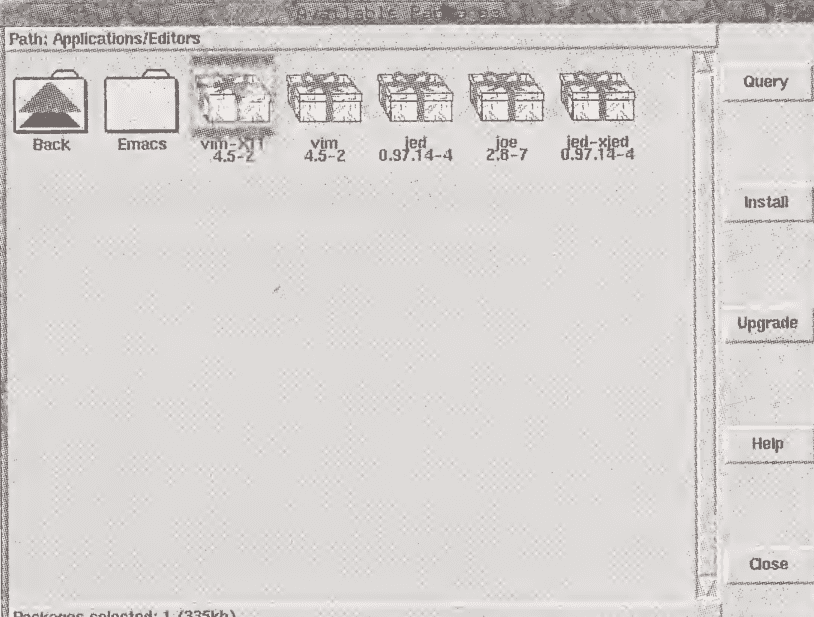 Available Packages
Path: Applications/Editors
Query
Back
Emacs
vim-X11
4.5-2
vim
4.5-2
jed
0.97.14-4
joe
2.8-7
jed-xjed
0.97.14-4
Install
Upgrade
Help
Close
Packages selected: 1 (335kb)